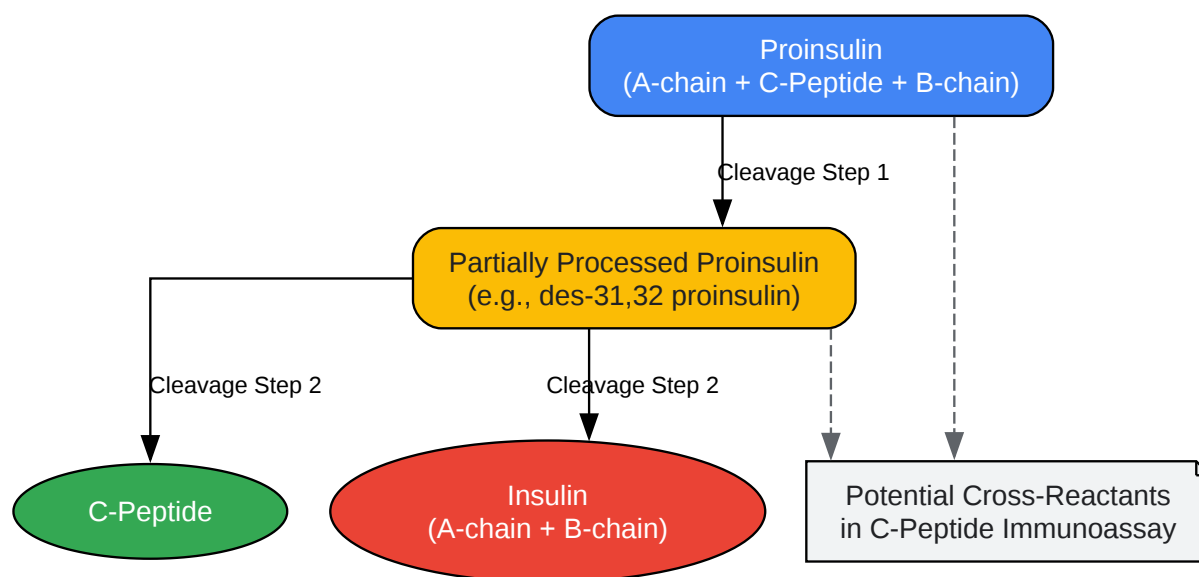 Proinsulin
(A-chain + C-Peptide + B-chain)
Cleavage Step 1
Partially Processed Proinsulin
(e.g., des-31,32 proinsulin)
Cleavage Step 2
Cleavage Step 2
C-Peptide
Insulin
(A-chain + B-chain)
Potential Cross-Reactants
in C-Peptide Immunoassay